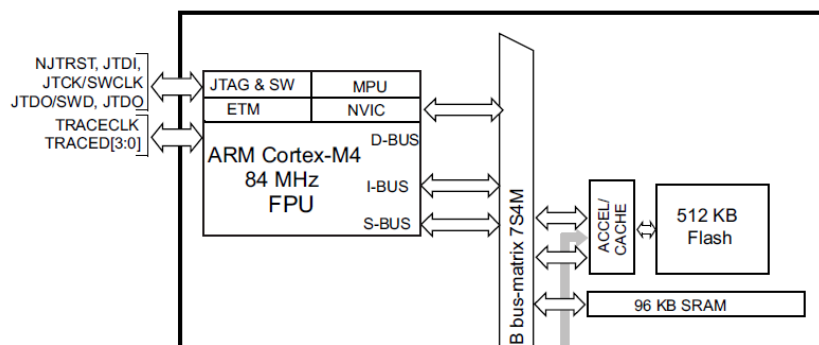 NJTRST, JTDI,
JTCK/SWCLK
JTDO/SWD, JTDO
TRACECLK
TRACED[3:0]
JTAG & SW
MPU
ETM
NVIC
D-BUS
ARM Cortex-M4
84 MHz
FPU
I-BUS
S-BUS
B bus-matrix 7S4M
ACCEL/
CACHE
512 KB
Flash
96 KB SRAM